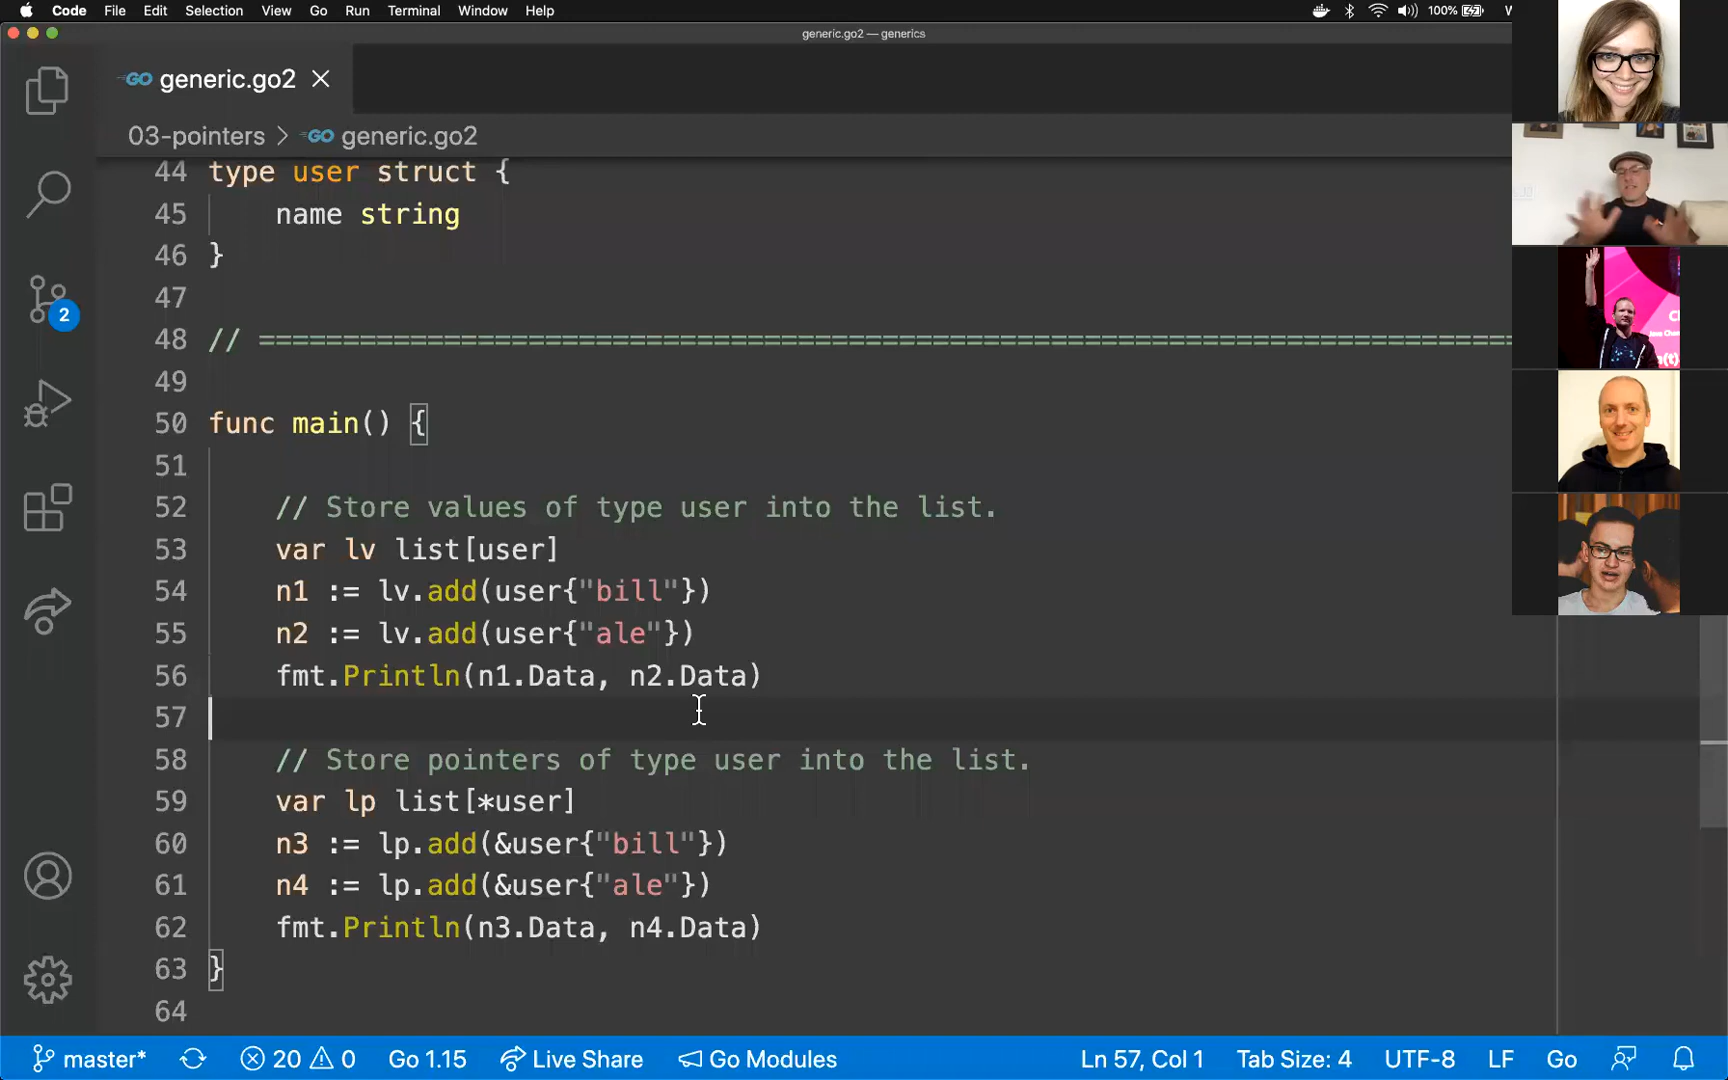 Code File Edit Selection View Go Run Terminal Window Help 100%
generic.go2 — generics
GO generic.go2
03-pointers > GO generic.go2
44 type user struct {
45 name string
46 }
47
48 // ===========================================================================
49
50 func main() {
51
52 // Store values of type user into the list.
53 var lv list[user]
54 n1 := lv.add(user{"bill"})
55 n2 := lv.add(user{"ale"})
56 fmt.Println(n1.Data, n2.Data)
57
58 // Store pointers of type user into the list.
59 var lp list[*user]
60 n3 := lp.add(&user{"bill"})
61 n4 := lp.add(&user{"ale"})
62 fmt.Println(n3.Data, n4.Data)
63 }
64
2
master* 20 0 Go 1.15 Live Share Go Modules Ln 57, Col 1 Tab Size: 4 UTF-8 LF Go